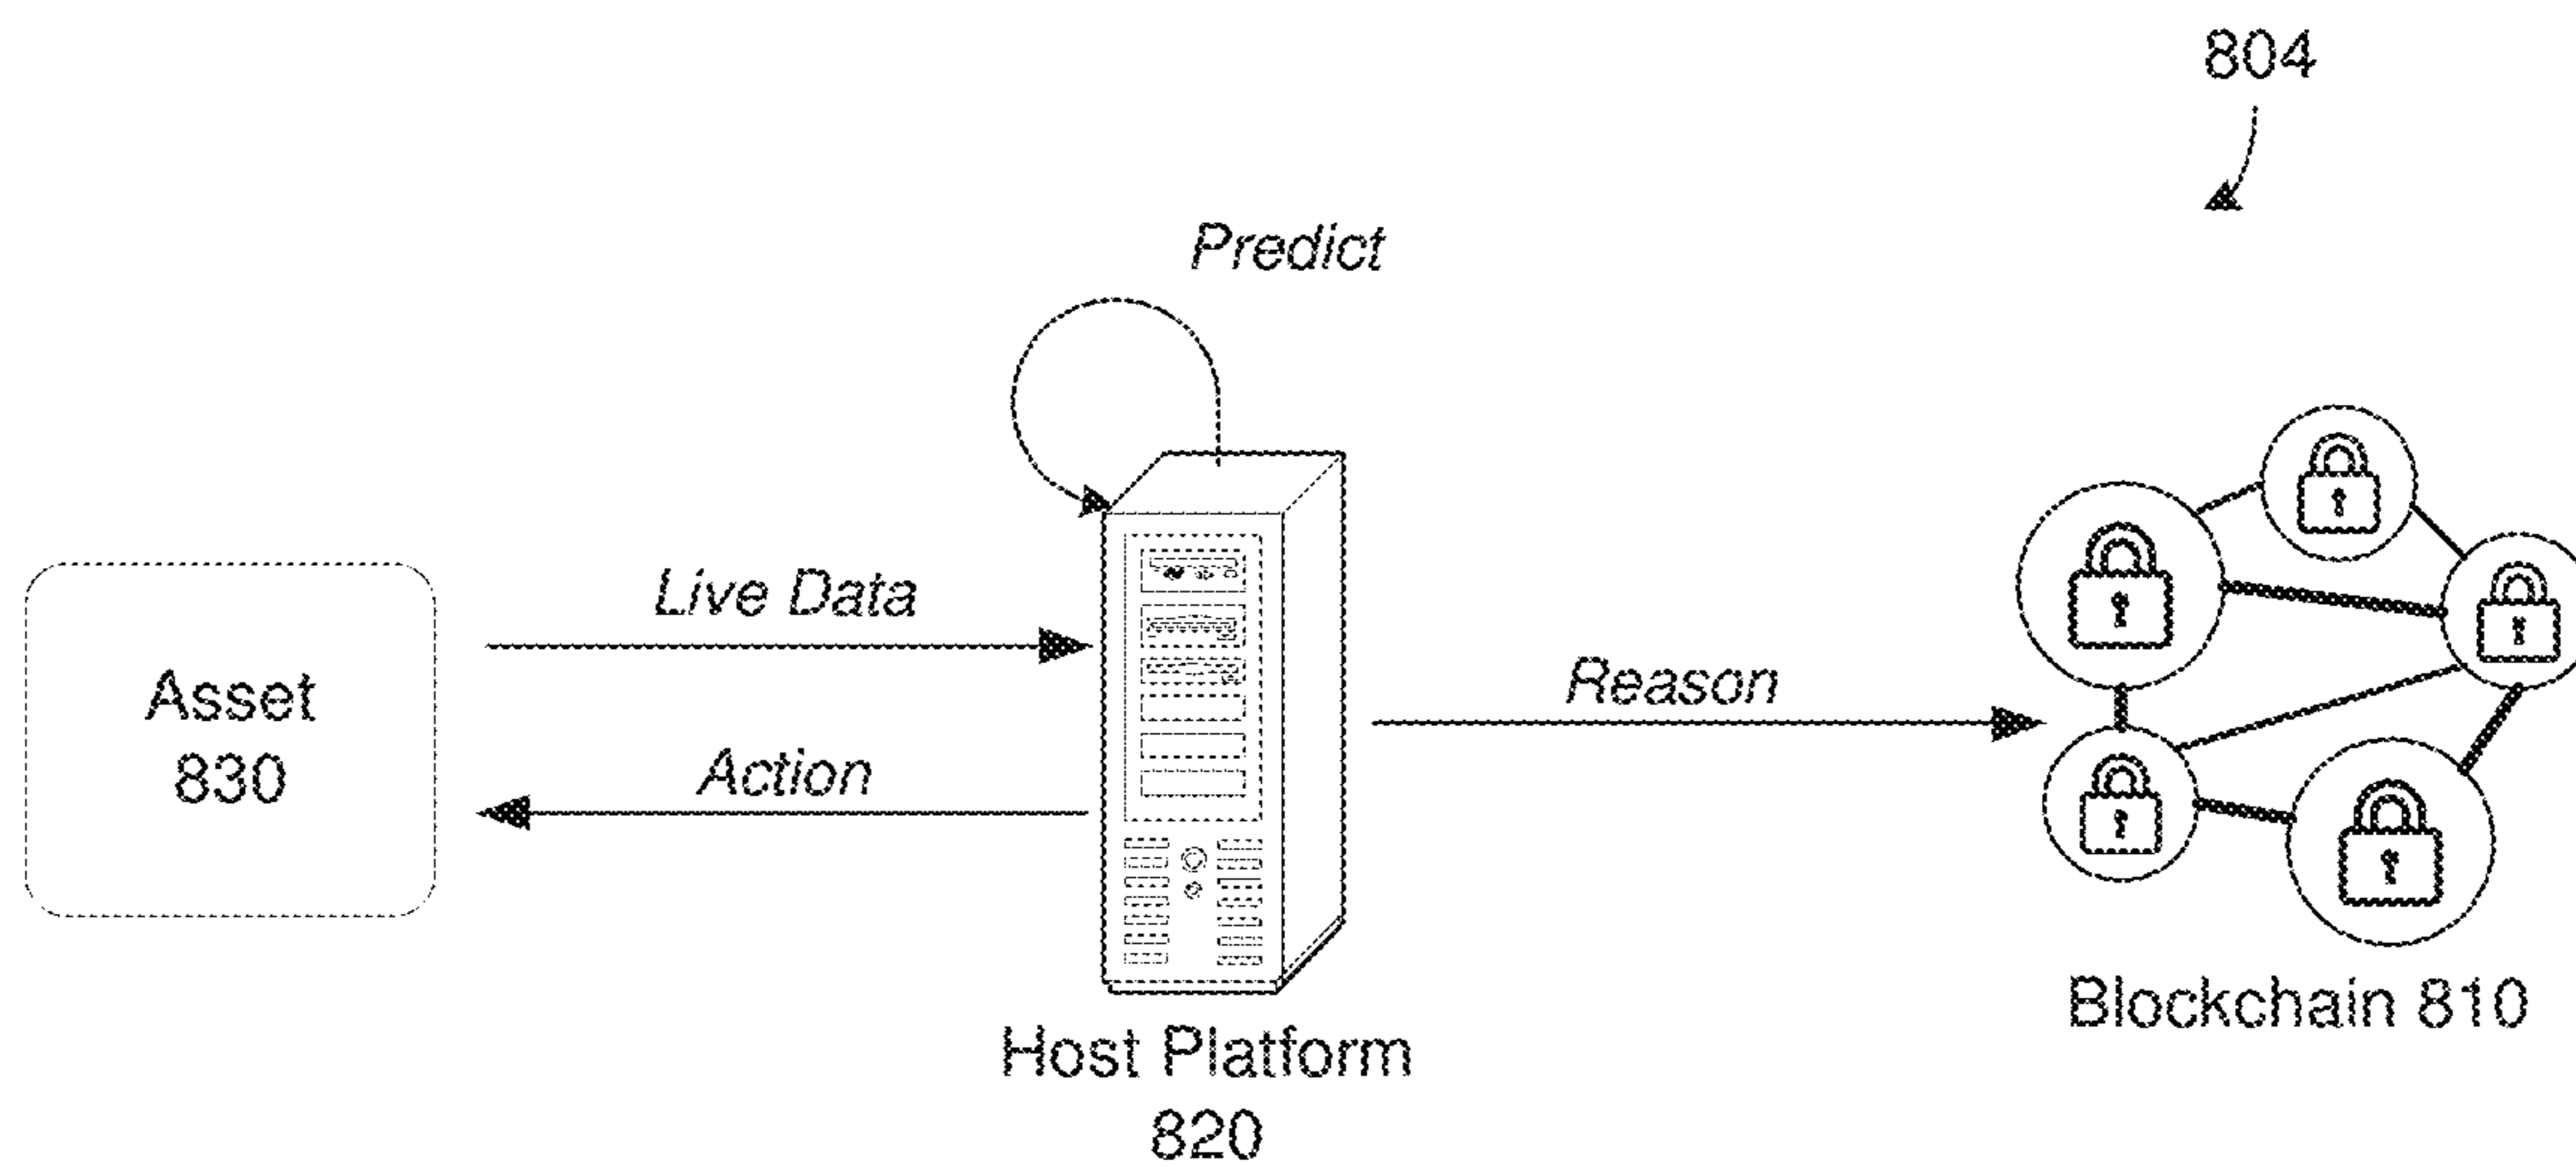 804
Predict
Live Data
Asset
830
Action
Reason
Blockchain 810
Host Platform
820